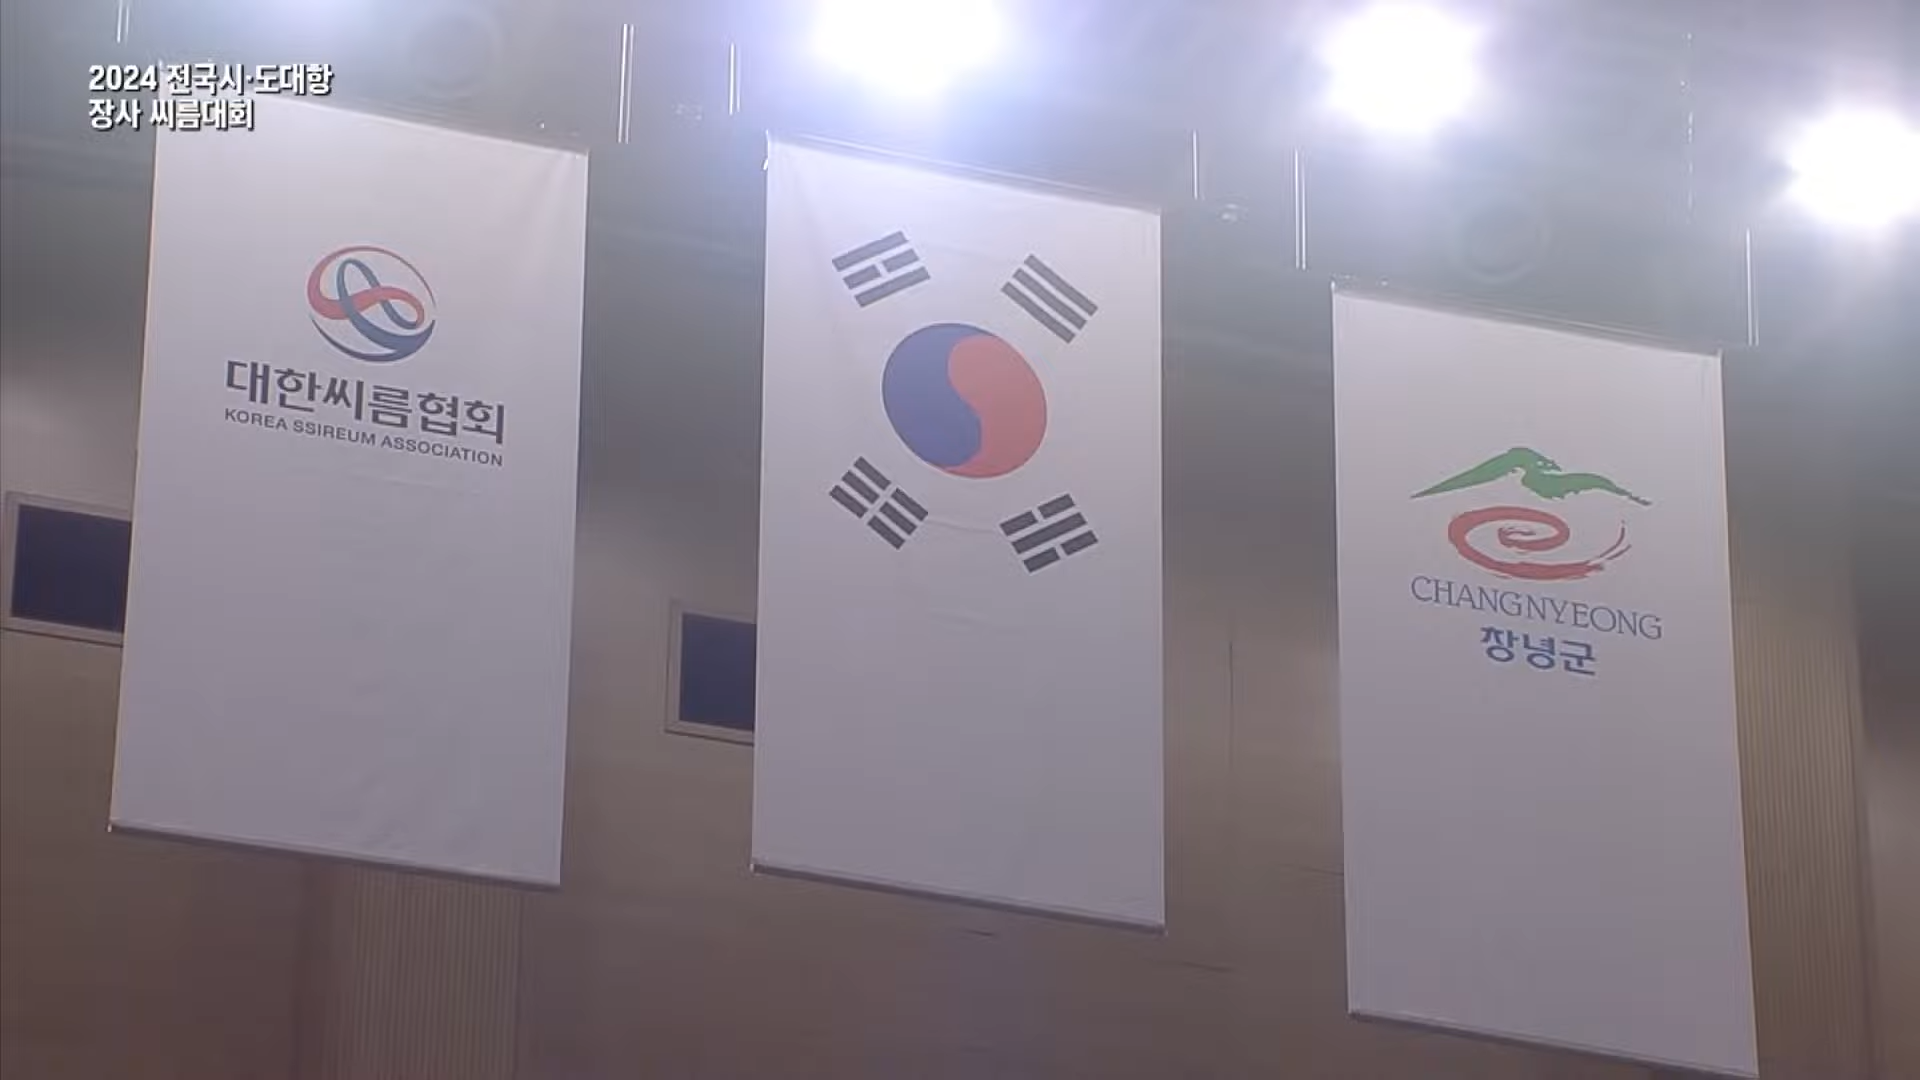 2024 전국시·도대항
장사 씨름대회
대한씨름협회
KOREA SSIREUM ASSOCIATION
CHANGNYEONG
창녕군